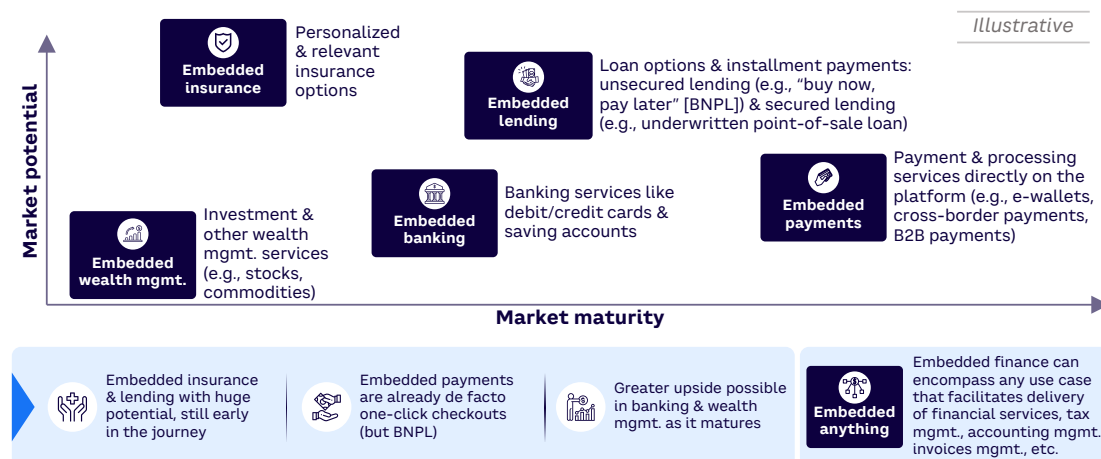 Illustrative
Market potential
Embedded
insurance
Personalized
& relevant
insurance
options
Embedded
lending
Loan options & installment payments:
unsecured lending (e.g., “buy now,
pay later” [BNPL]) & secured lending
(e.g., underwritten point-of-sale loan)
Embedded
wealth mgmt.
Investment &
other wealth
mgmt. services
(e.g., stocks,
commodities)
Embedded
banking
Banking services like
debit/credit cards &
saving accounts
Embedded
payments
Payment & processing
services directly on the
platform (e.g., e-wallets,
cross-border payments,
B2B payments)
Market maturity
Embedded insurance
& lending with huge
potential, still early
in the journey
Embedded payments
are already de facto
one-click checkouts
(but BNPL)
Greater upside possible
in banking & wealth
mgmt. as it matures
Embedded
anything
Embedded finance can
encompass any use case
that facilitates delivery
of financial services, tax
mgmt., accounting mgmt.
invoices mgmt., etc.